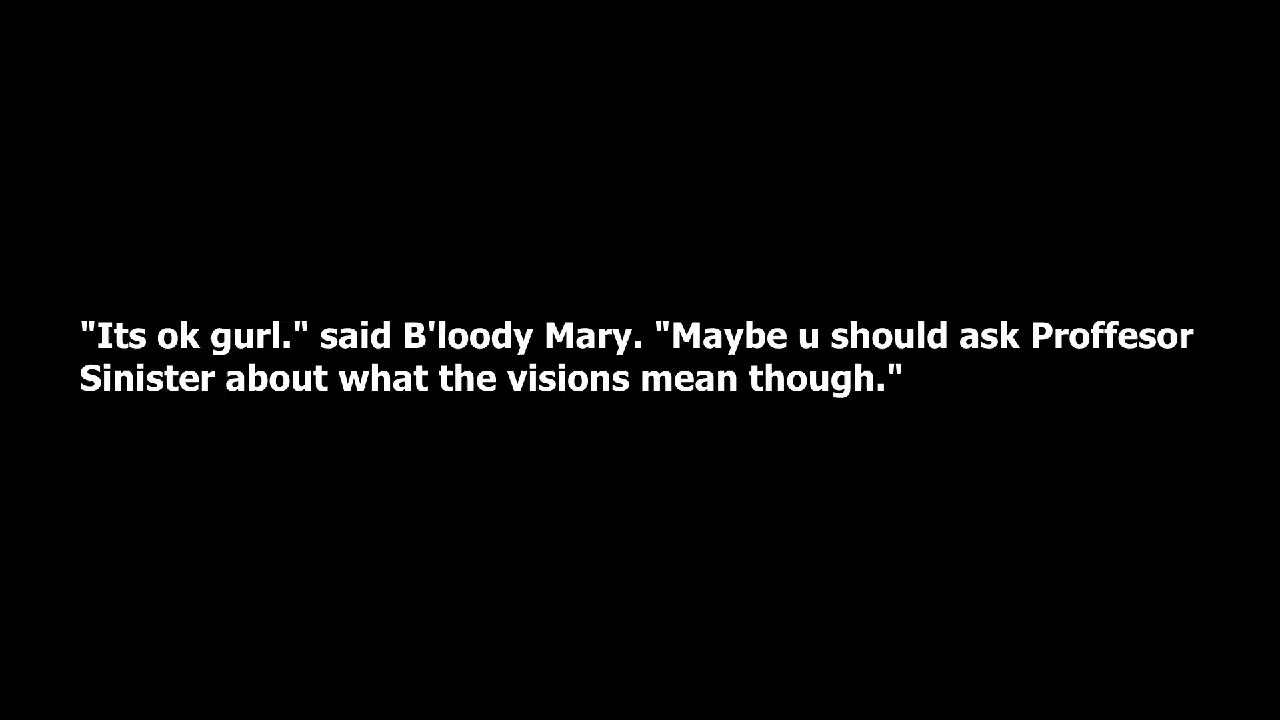 "Its ok gurl." said B'loody Mary. "Maybe u should ask Proffesor
Sinister about what the visions mean though."